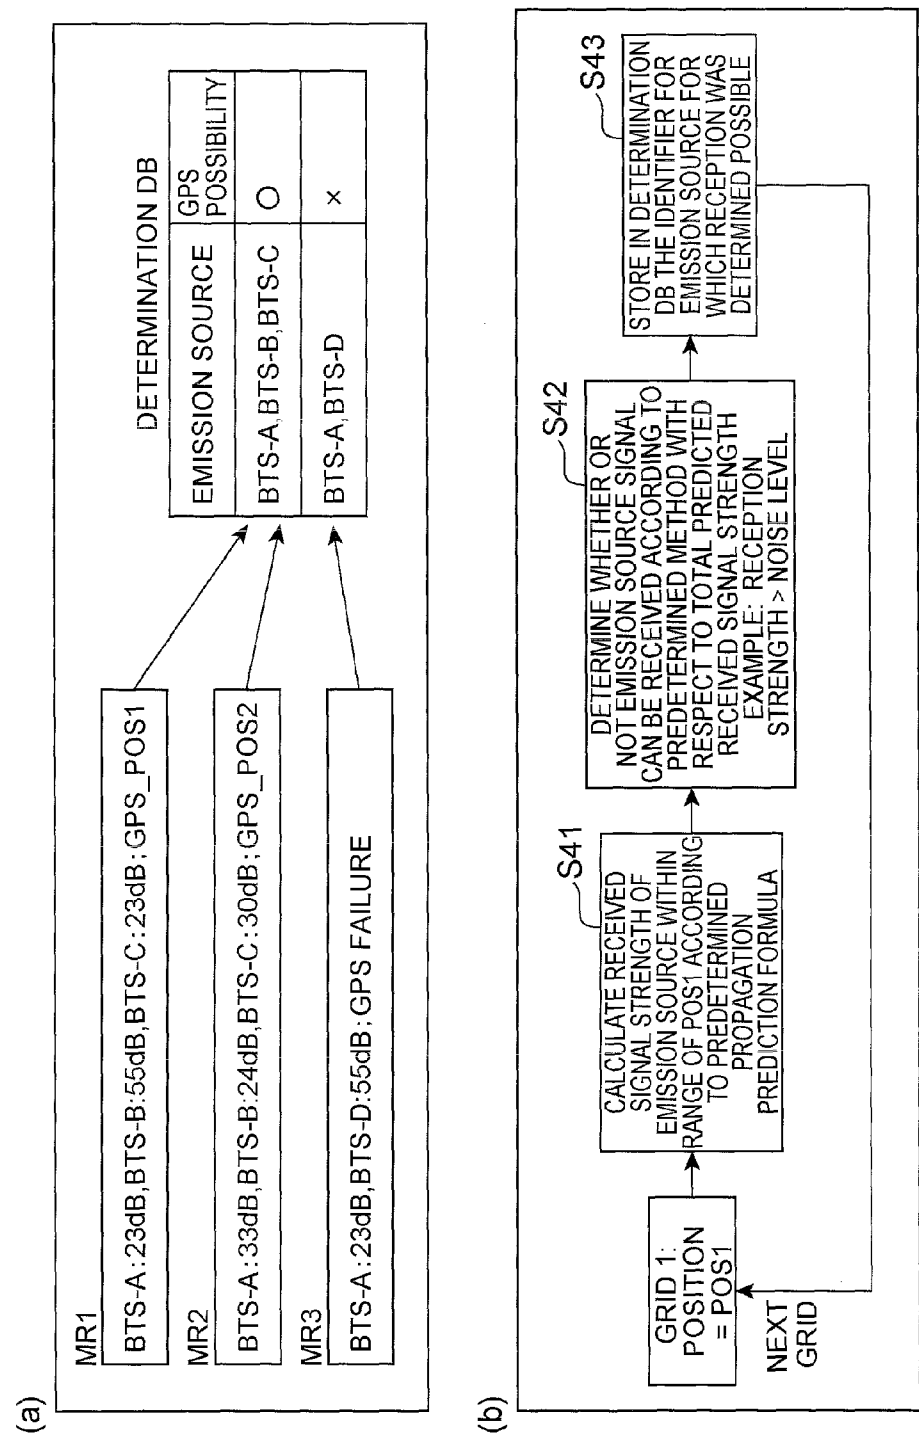 (a)
MR1
BTS-A:23dB,BTS-B:55dB,BTS-C:23dB;GPS_POS1
MR2
BTS-A:33dB,BTS-B:24dB,BTS-C:30dB;GPS_POS2
MR3
BTS-A:23dB,BTS-D:55dB;GPS FAILURE
DETERMINATION DB
EMISSION SOURCE
GPS
POSSIBILITY
BTS-A,BTS-B,BTS-C
○
BTS-A,BTS-D
×
(b)
GRID 1:
POSITION
= POS1
NEXT
GRID
S41
CALCULATE RECEIVED
SIGNAL STRENGTH OF
EMISSION SOURCE WITHIN
RANGE OF POS1 ACCORDING
TO PREDETERMINED
PROPAGATION
PREDICTION FORMULA
S42
DETERMINE WHETHER OR
NOT EMISSION SOURCE SIGNAL
CAN BE RECEIVED ACCORDING TO
PREDETERMINED METHOD WITH
RESPECT TO TOTAL PREDICTED
RECEIVED SIGNAL STRENGTH
EXAMPLE: RECEPTION
STRENGTH > NOISE LEVEL
S43
STORE IN DETERMINATION
DB THE IDENTIFIER FOR
EMISSION SOURCE FOR
WHICH RECEPTION WAS
DETERMINED POSSIBLE